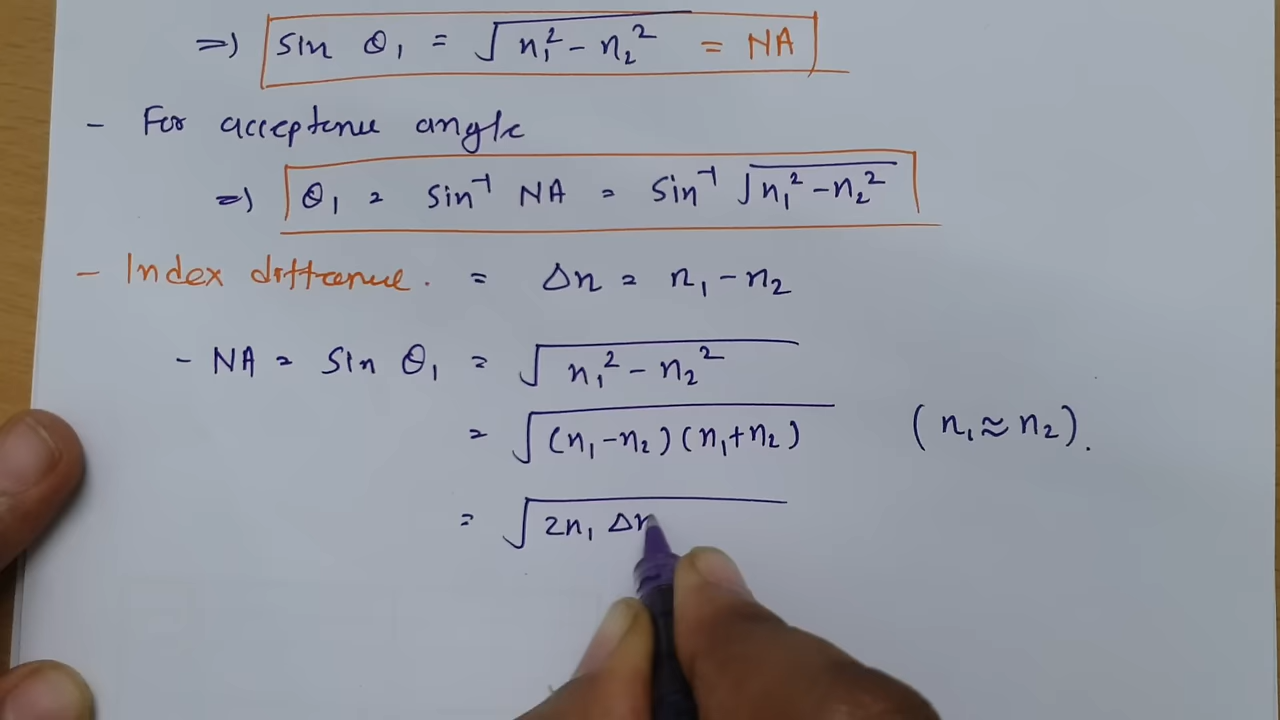 => sin θ₁ = √(n₁² - n₂²) = NA
- For acceptance angle
=> θ₁ = sin⁻¹ NA = sin⁻¹ √(n₁² - n₂²)
- Index difference. = Δn = n₁ - n₂
- NA = sin θ₁ = √(n₁² - n₂²)
= √((n₁-n₂)(n₁+n₂)) (n₁≈n₂).
= √(2n₁ Δn)